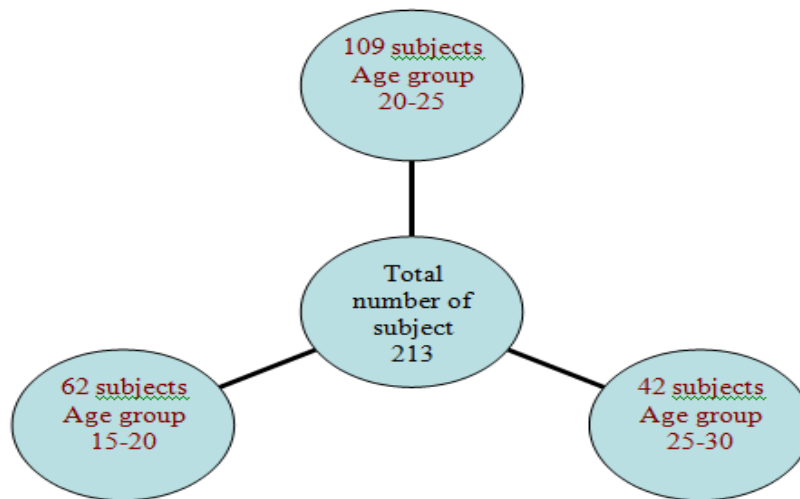 109 subjects
Age group
20-25
Total
number of
subject
213
62 subjects
Age group
15-20
42 subjects
Age group
25-30